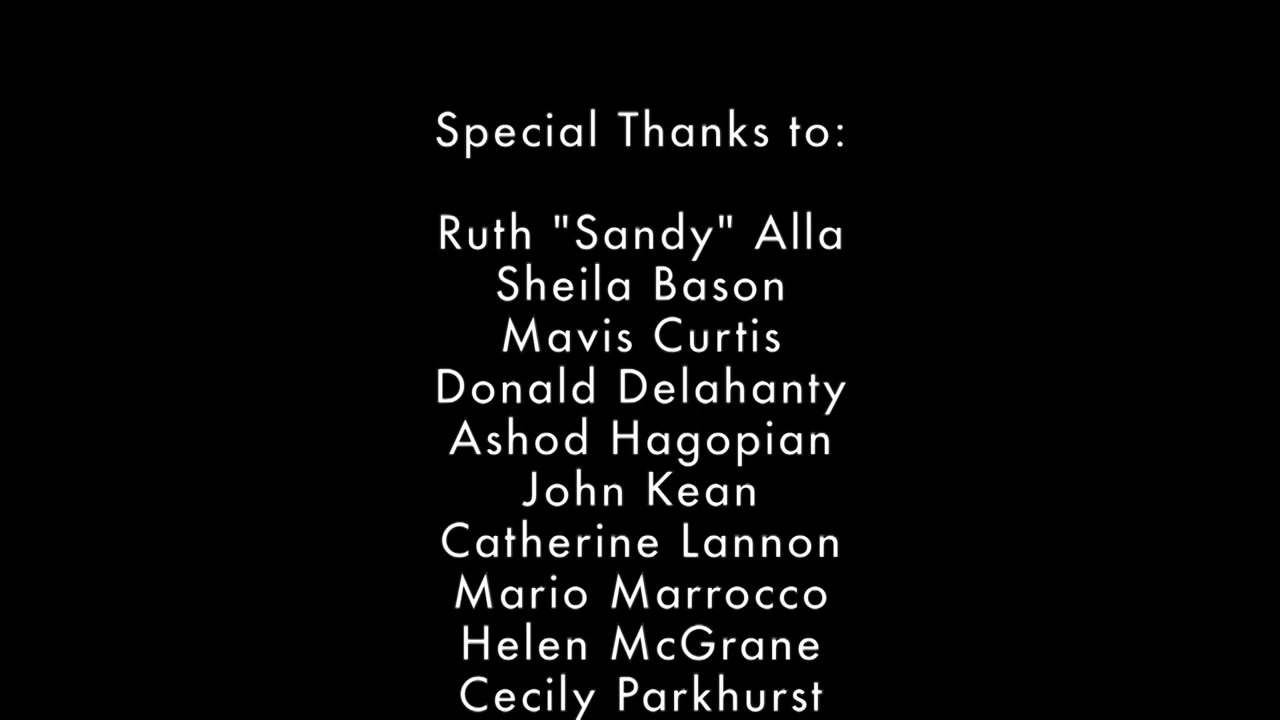 Special Thanks to:
Ruth "Sandy" Alla
Sheila Bason
Mavis Curtis
Donald Delahanty
Ashod Hagopian
John Kean
Catherine Lannon
Mario Marrocco
Helen McGrane
Cecily Parkhurst